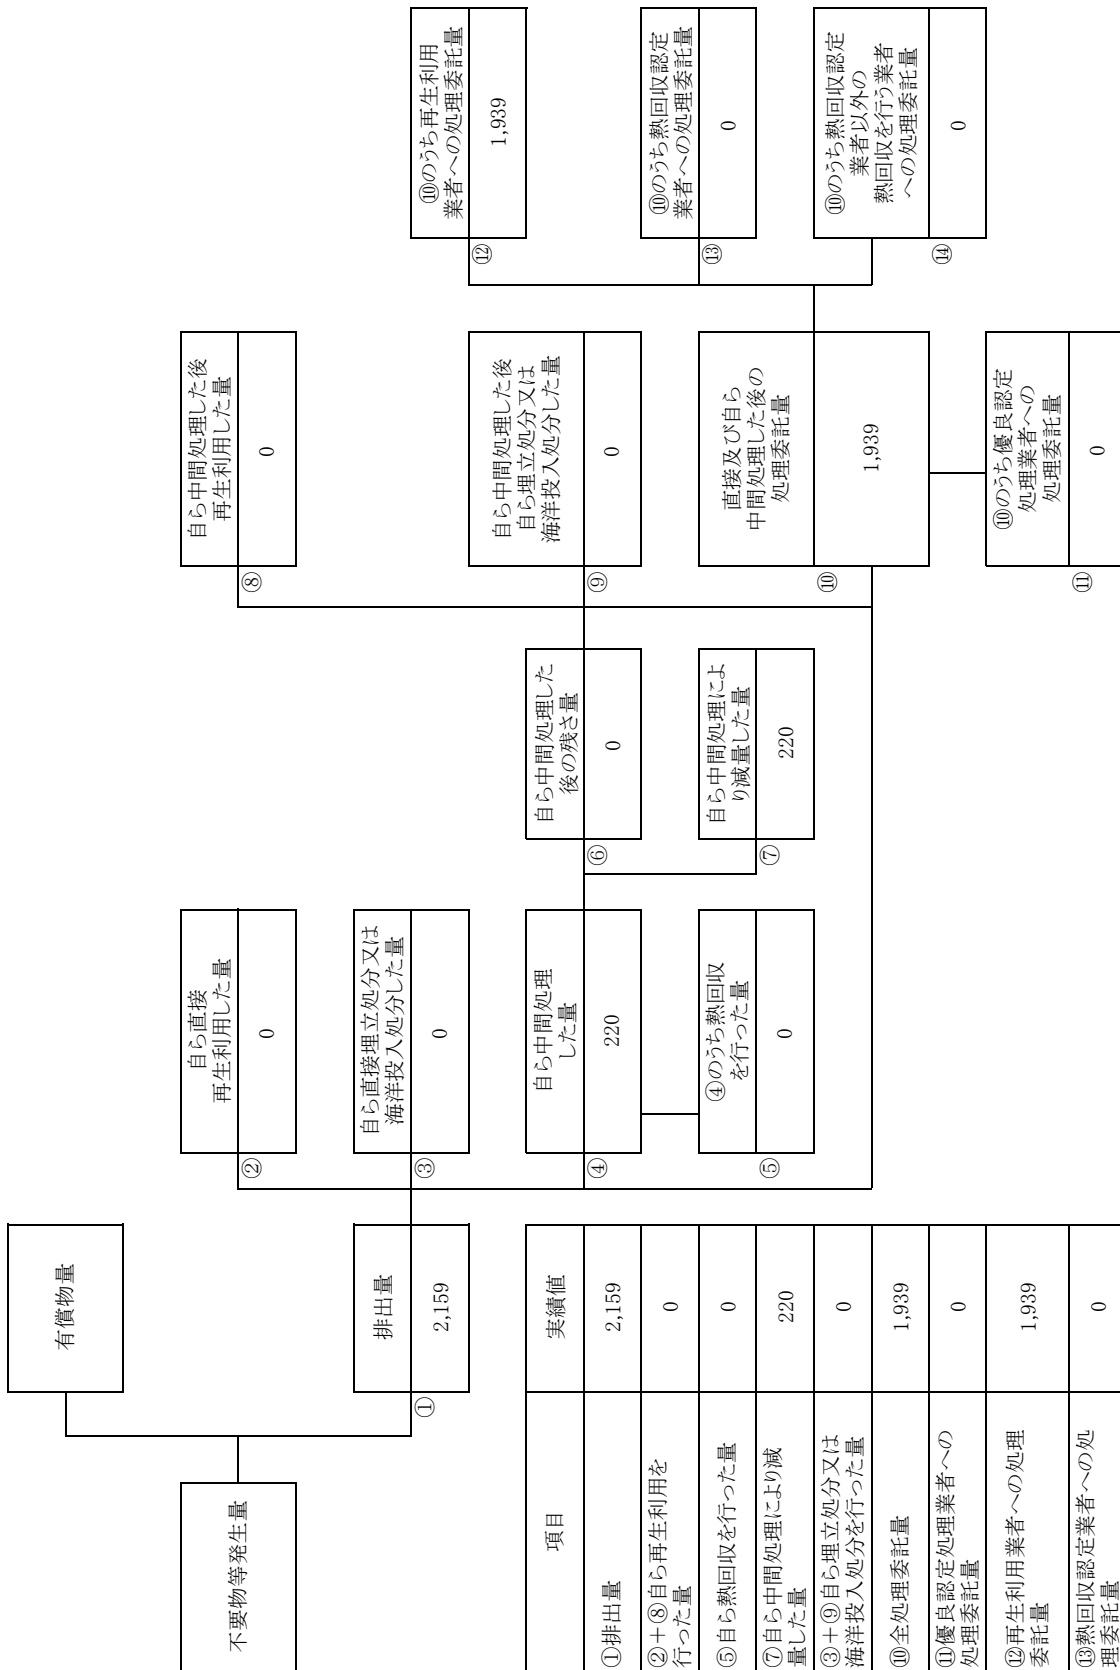 有償物量
不要物等発生量
排出量
①
2,159
自ら直接
再生利用した量
②
0
自ら直接埋立処分又は
海洋投入処分した量
③
0
自ら中間処理
した量
④
220
④のうち熱回収
を行った量
⑤
0
自ら中間処理した
後の残さ量
⑥
0
自ら中間処理によ
り減量した量
⑦
220
自ら中間処理した後
再生利用した量
⑧
0
自ら中間処理した後
自ら埋立処分又は
海洋投入処分した量
⑨
0
直接及び自ら
中間処理した後の
処理委託量
⑩
1,939
⑩のうち優良認定
処理業者への
処理委託量
⑪
0
⑩のうち再生利用
業者への処理委託量
⑫
1,939
⑩のうち熱回収認定
業者への処理委託量
⑬
0
⑩のうち熱回収認定
業者以外の
熱回収を行う業者
への処理委託量
⑭
0
項目
実績値
①排出量
2,159
②＋⑧自ら再生利用を
行った量
0
⑤自ら熱回収を行った量
0
⑦自ら中間処理により減
量した量
220
③＋⑨自ら埋立処分又は
海洋投入処分を行った量
0
⑩全処理委託量
1,939
⑪優良認定処理業者への
処理委託量
0
⑫再生利用業者への処理
委託量
1,939
⑬熱回収認定業者への処
理委託量
0